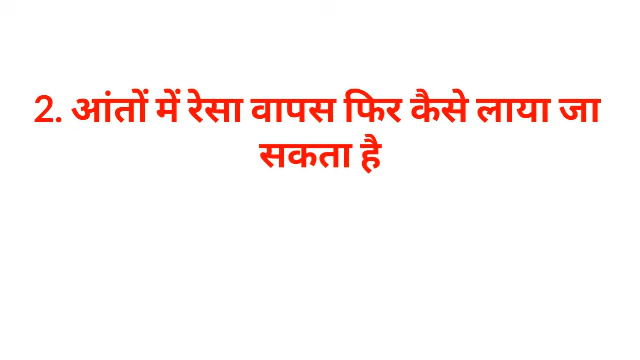 2. आंतों में रेसा वापस फिर कैसे लाया जा
सकता है